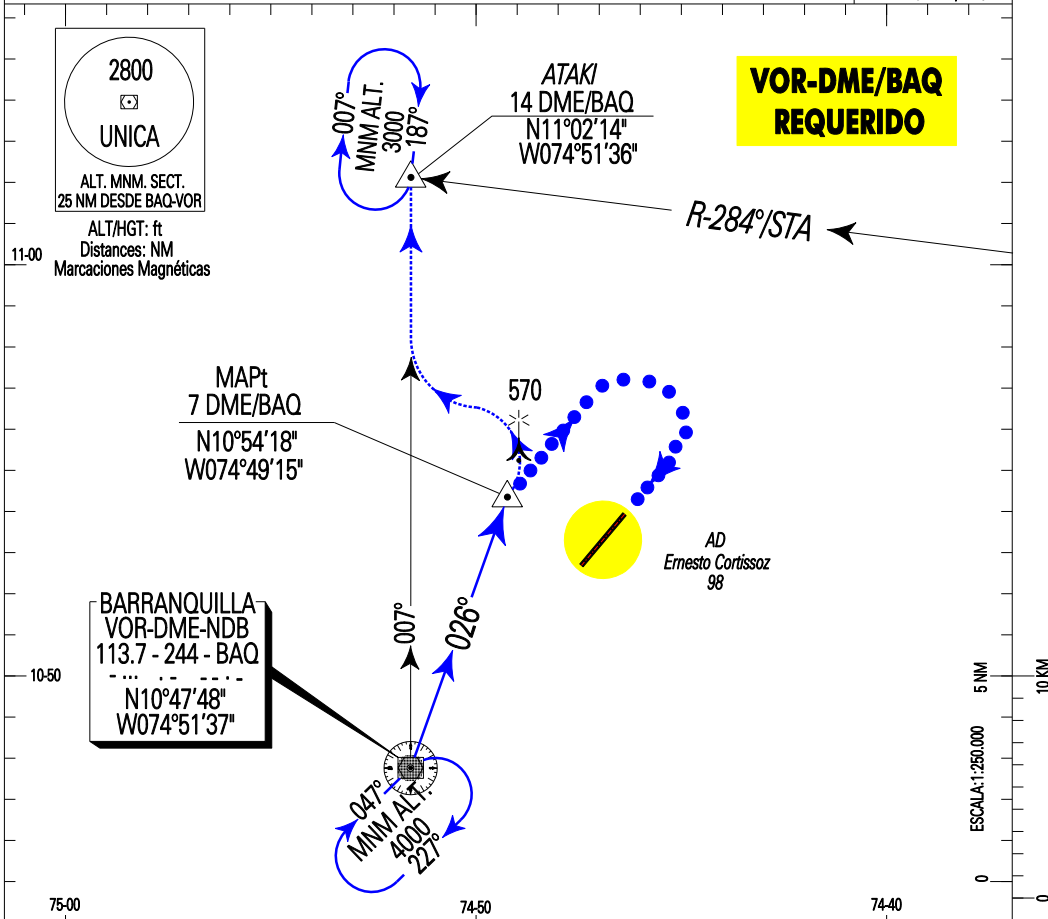 2800
UNICA
ALT. MNM. SECT.
25 NM DESDE BAQ-VOR
ALT/HGT: ft
Distances: NM
Marcaciones Magnéticas
007°
MNM ALT.
3000
187°
ATAKI
14 DME/BAQ
N11°02'14"
W074°51'36"
VOR-DME/BAQ
REQUERIDO
R-284°/STA
11-00
MAPt
7 DME/BAQ
N10°54'18"
W074°49'15"
570
AD
Ernesto Cortissoz
98
007°
026°
BARRANQUILLA
VOR-DME-NDB
113.7 - 244 - BAQ
N10°47'48"
W074°51'37"
10-50
047°
MNM ALT.
4000
227°
ESCALA:1:250.000
5 NM
0
10 KM
0
75-00
74-50
74-40